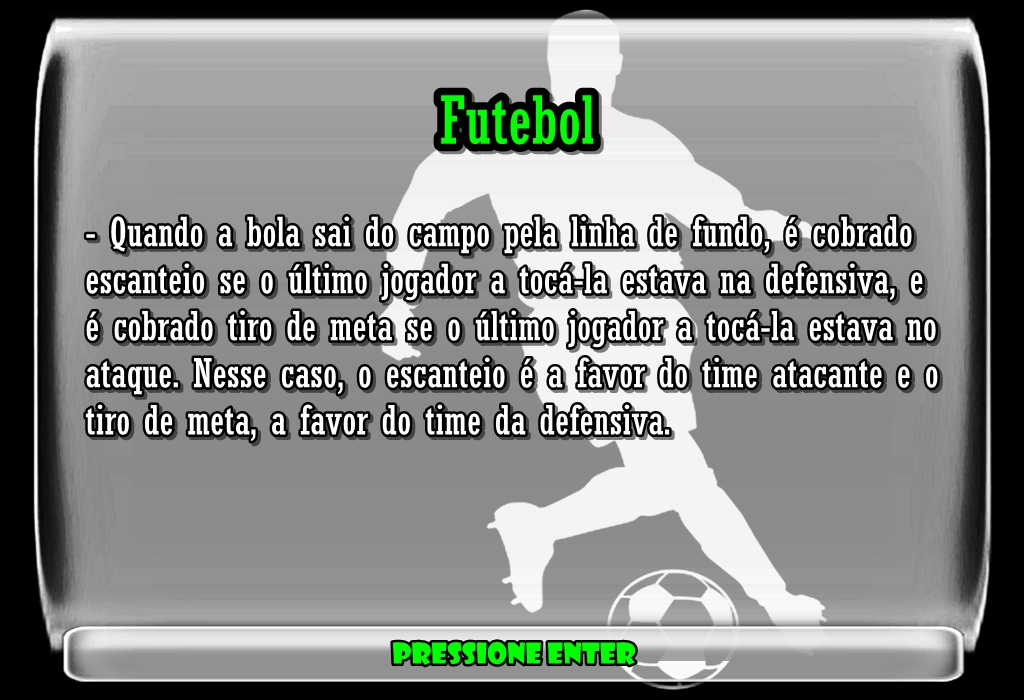 Futebol
- Quando a bola sai do campo pela linha de fundo, é cobrado
escanteio se o último jogador a tocá-la estava na defensiva, e
é cobrado tiro de meta se o último jogador a tocá-la estava no
ataque. Nesse caso, o escanteio é a favor do time atacante e o
tiro de meta, a favor do time da defensiva.
PRESSIONE ENTER